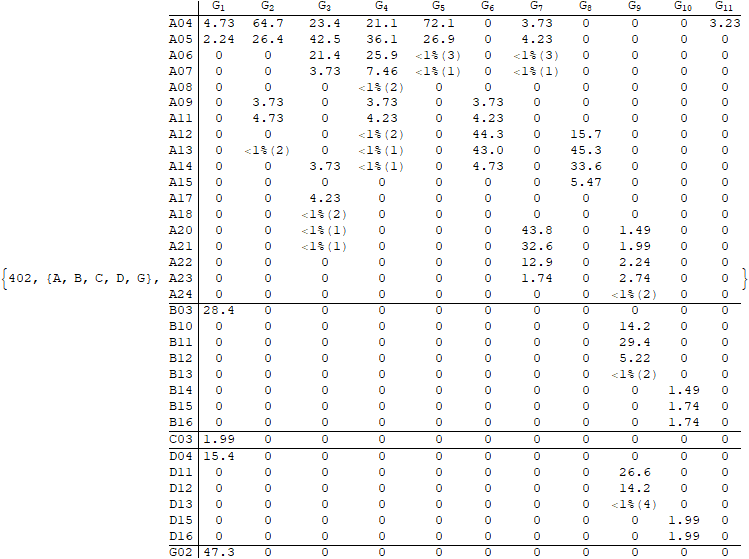 G₁ G₂ G₃ G₄ G₅ G₆ G₇ G₈ G₉ G₁₀ G₁₁
A04 4.73 64.7 23.4 21.1 72.1 0 3.73 0 0 0 3.23
A05 2.24 26.4 42.5 36.1 26.9 0 4.23 0 0 0 0
A06 0 0 21.4 25.9 <1%(3) 0 <1%(3) 0 0 0 0
A07 0 0 3.73 7.46 <1%(1) 0 <1%(1) 0 0 0 0
A08 0 0 0 <1%(2) 0 0 0 0 0 0 0
A09 0 3.73 0 3.73 0 3.73 0 0 0 0 0
A11 0 4.73 0 4.23 0 4.23 0 0 0 0 0
A12 0 0 0 <1%(2) 0 44.3 0 15.7 0 0 0
A13 0 <1%(2) 0 <1%(1) 0 43.0 0 45.3 0 0 0
A14 0 0 3.73 <1%(1) 0 4.73 0 33.6 0 0 0
A15 0 0 0 0 0 0 0 5.47 0 0 0
A17 0 0 4.23 0 0 0 0 0 0 0 0
A18 0 0 <1%(2) 0 0 0 0 0 0 0 0
A20 0 0 <1%(1) 0 0 0 43.8 0 1.49 0 0
A21 0 0 <1%(1) 0 0 0 32.6 0 1.99 0 0
A22 0 0 0 0 0 0 12.9 0 2.24 0 0
{402, {A, B, C, D, G}, A23 0 0 0 0 0 0 1.74 0 2.74 0 0 }
A24 0 0 0 0 0 0 0 0 <1%(2) 0 0
B03 28.4 0 0 0 0 0 0 0 0 0 0
B10 0 0 0 0 0 0 0 0 14.2 0 0
B11 0 0 0 0 0 0 0 0 29.4 0 0
B12 0 0 0 0 0 0 0 0 5.22 0 0
B13 0 0 0 0 0 0 0 0 <1%(2) 0 0
B14 0 0 0 0 0 0 0 0 0 1.49 0
B15 0 0 0 0 0 0 0 0 0 1.74 0
B16 0 0 0 0 0 0 0 0 0 1.74 0
C03 1.99 0 0 0 0 0 0 0 0 0 0
D04 15.4 0 0 0 0 0 0 0 0 0 0
D11 0 0 0 0 0 0 0 0 26.6 0 0
D12 0 0 0 0 0 0 0 0 14.2 0 0
D13 0 0 0 0 0 0 0 0 <1%(4) 0 0
D15 0 0 0 0 0 0 0 0 0 1.99 0
D16 0 0 0 0 0 0 0 0 0 1.99 0
G02 47.3 0 0 0 0 0 0 0 0 0 0